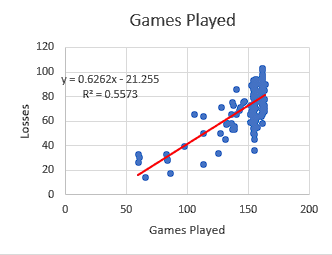 Games Played
120
y = 0.6262x - 21.255
R² = 0.5573
100
80
60
40
20
0
Losses
0 50 100 150 200
Games Played